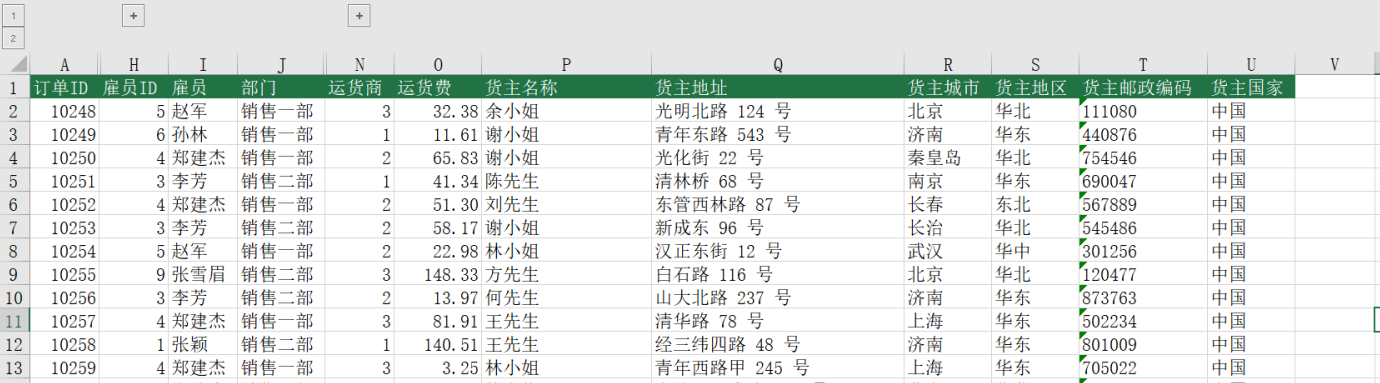 1 + +
2
A H I J N O P Q R S T U V
1 订单ID 雇员ID 雇员 部门 运货商 运货费 货主名称 货主地址 货主城市 货主地区 货主邮政编码 货主国家
2 10248 5 赵军 销售一部 3 32.38 余小姐 光明北路 124 号 北京 华北 111080 中国
3 10249 6 孙林 销售一部 1 11.61 谢小姐 青年东路 543 号 济南 华东 440876 中国
4 10250 4 郑建杰 销售一部 2 65.83 谢小姐 光化街 22 号 秦皇岛 华北 754546 中国
5 10251 3 李芳 销售二部 1 41.34 陈先生 清林桥 68 号 南京 华东 690047 中国
6 10252 4 郑建杰 销售一部 2 51.30 刘先生 东管西林路 87 号 长春 东北 567889 中国
7 10253 3 李芳 销售二部 2 58.17 谢小姐 新成东 96 号 长治 华北 545486 中国
8 10254 5 赵军 销售一部 2 22.98 林小姐 汉正东街 12 号 武汉 华中 301256 中国
9 10255 9 张雪眉 销售二部 3 148.33 方先生 白石路 116 号 北京 华北 120477 中国
10 10256 3 李芳 销售二部 2 13.97 何先生 山大北路 237 号 济南 华东 873763 中国
11 10257 4 郑建杰 销售一部 3 81.91 王先生 清华路 78 号 上海 华东 502234 中国
12 10258 1 张颖 销售二部 1 140.51 王先生 经三纬四路 48 号 济南 华东 801009 中国
13 10259 4 郑建杰 销售一部 3 3.25 林小姐 青年西路甲 245 号 上海 华东 705022 中国